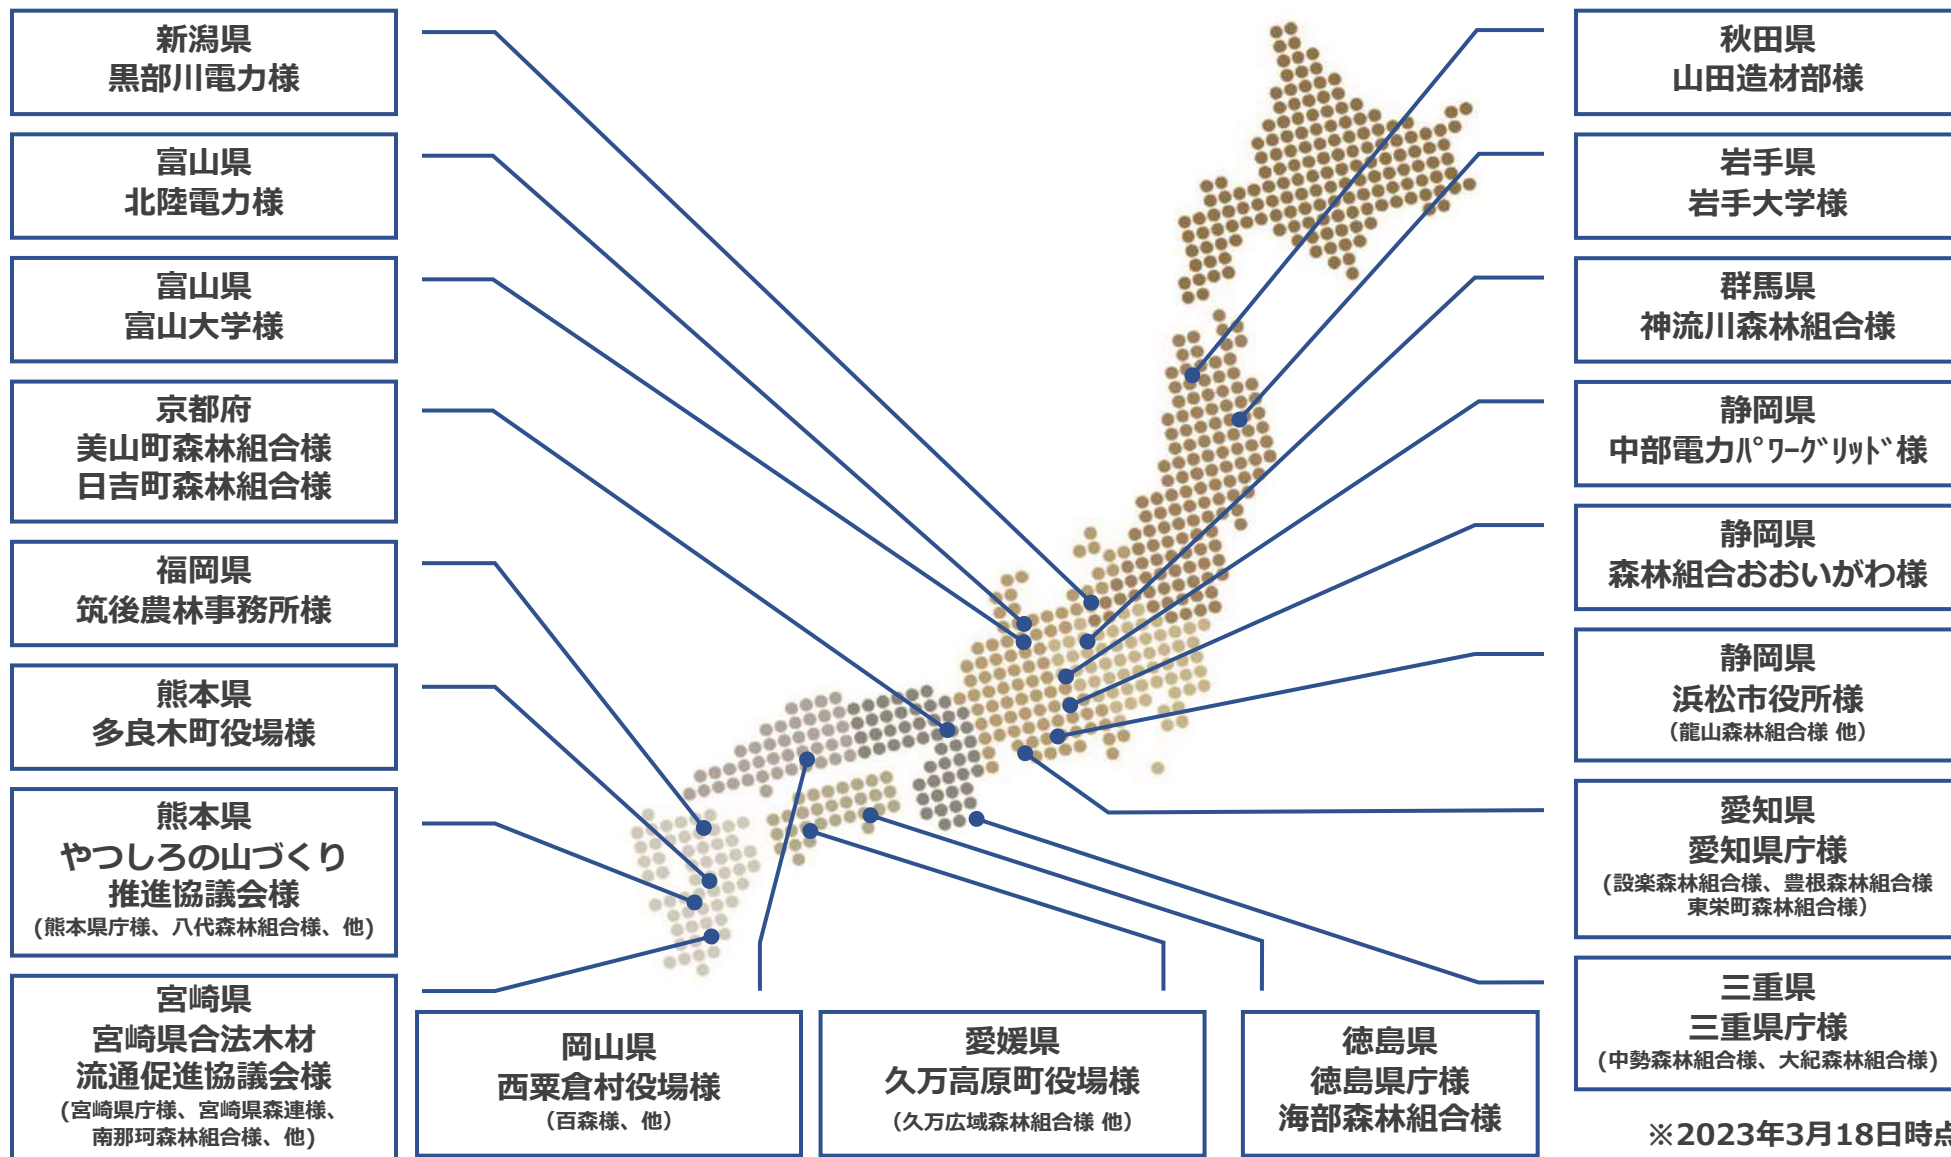 新潟県
黒部川電力様
富山県
北陸電力様
富山県
富山大学様
京都府
美山町森林組合様
日吉町森林組合様
福岡県
筑後農林事務所様
熊本県
多良木町役場様
熊本県
やつしろの山づくり
推進協議会様
(熊本県庁様、八代森林組合様、他)
宮崎県
宮崎県合法木材
流通促進協議会様
(宮崎県庁様、宮崎県森連様、
南那珂森林組合様、他)
岡山県
西粟倉村役場様
(百森様、他)
愛媛県
久万高原町役場様
(久万広域森林組合様 他)
徳島県
徳島県庁様
海部森林組合様
秋田県
山田造材部様
岩手県
岩手大学様
群馬県
神流川森林組合様
静岡県
中部電力ﾊﾟﾜｰｸﾞﾘｯﾄﾞ様
静岡県
森林組合おおいがわ様
静岡県
浜松市役所様
(龍山森林組合様 他)
愛知県
愛知県庁様
(設楽森林組合様、豊根森林組合様
東栄町森林組合様)
三重県
三重県庁様
(中勢森林組合様、大紀森林組合様)
※2023年3月18日時点